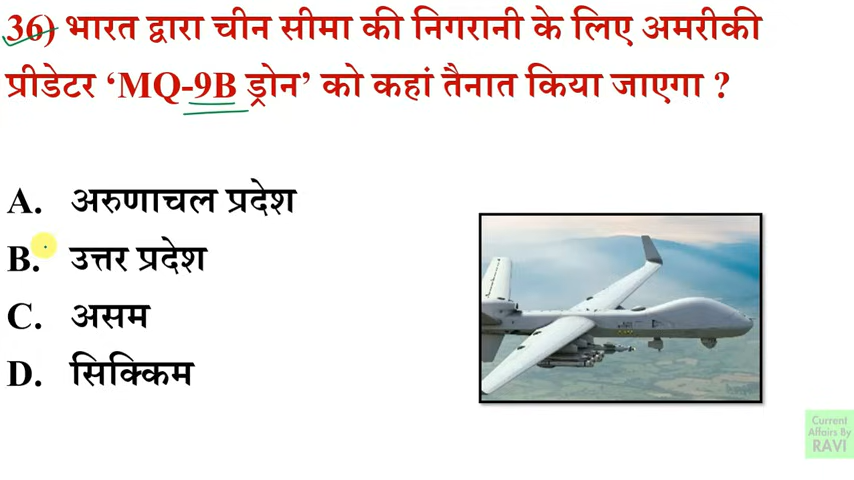 36) भारत द्वारा चीन सीमा की निगरानी के लिए अमरीकी
प्रीडेटर ‘MQ-9B ड्रोन’ को कहां तैनात किया जाएगा ?
A. अरुणाचल प्रदेश
B. उत्तर प्रदेश
C. असम
D. सिक्किम
Current
Affairs By
RAVI